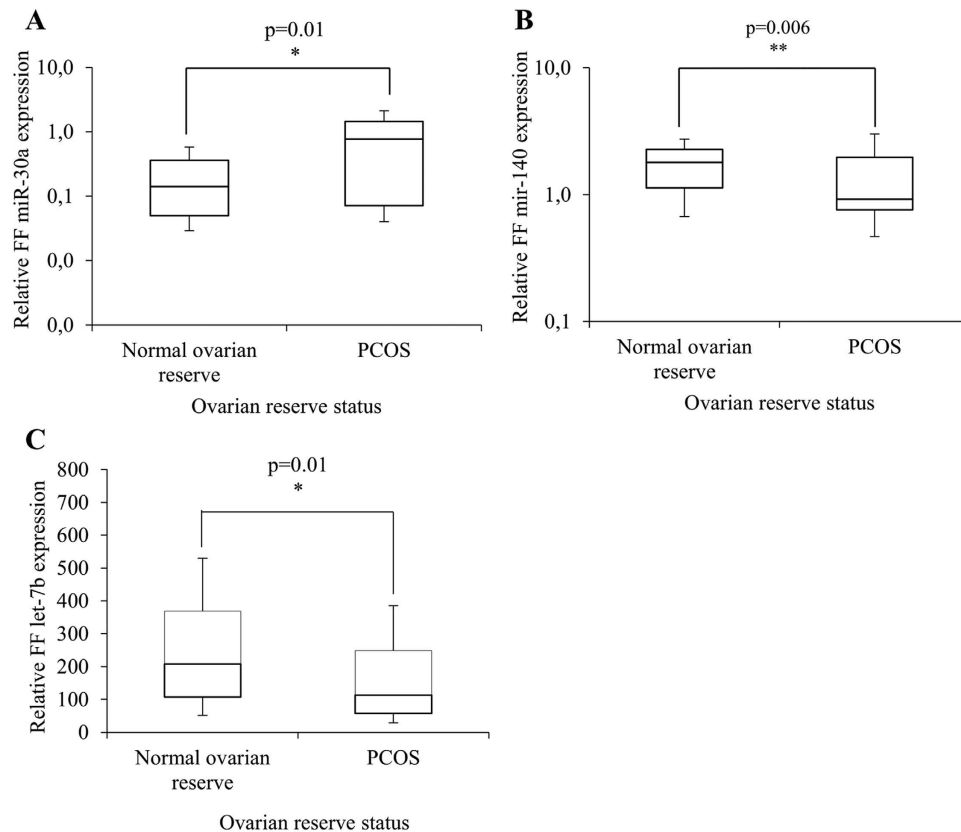 A
p=0.01
*
Relative FF miR-30a expression
10,0
1,0
0,1
0,0
0,0
Normal ovarian
reserve
PCOS
Ovarian reserve status
B
p=0.006
**
Relative FF mir-140 expression
10,0
1,0
0,1
Normal ovarian
reserve
PCOS
Ovarian reserve status
C
p=0.01
*
Relative FF let-7b expression
800
700
600
500
400
300
200
100
0
Normal ovarian
reserve
PCOS
Ovarian reserve status